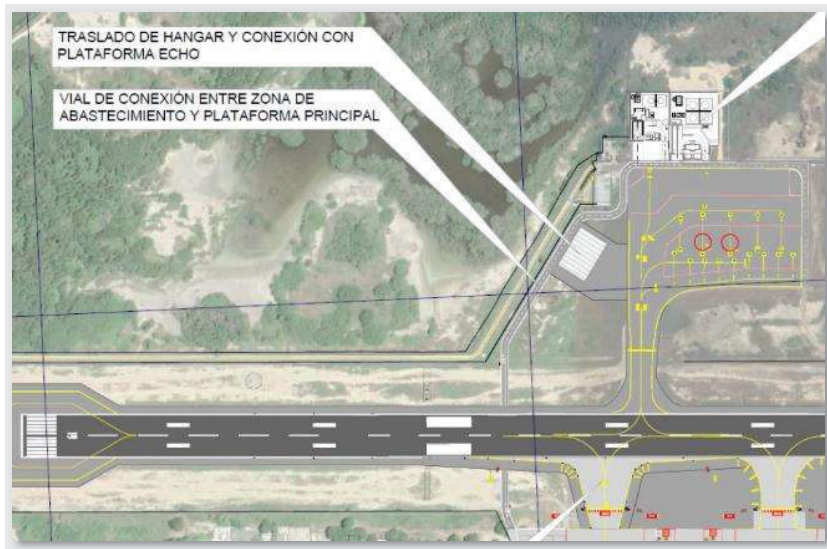 TRASLADO DE HANGAR Y CONEXIÓN CON
PLATAFORMA ECHO
VIAL DE CONEXIÓN ENTRE ZONA DE
ABASTECIMIENTO Y PLATAFORMA PRINCIPAL